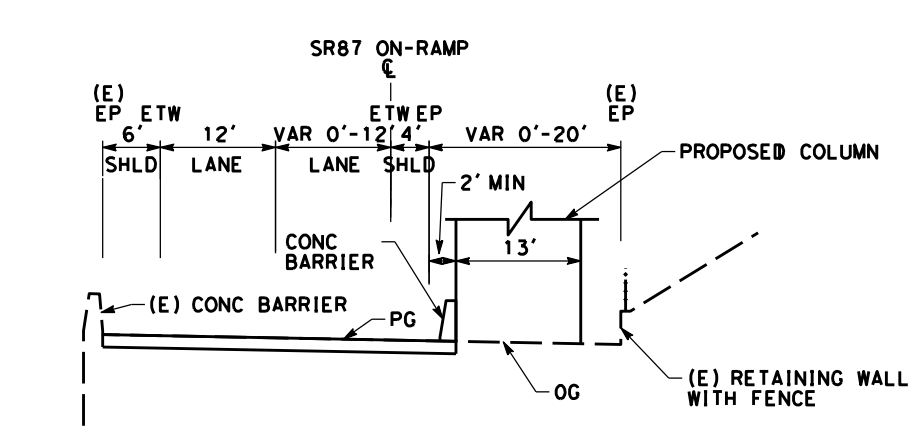 SR87 ON-RAMP
℄
(E)
EP ETW
ETW EP
(E)
EP
6' 12' VAR 0'-12' 4' VAR 0'-20'
SHLD LANE LANE SHLD
PROPOSED COLUMN
2' MIN
CONC
BARRIER
13'
(E) CONC BARRIER
PG
OG
(E) RETAINING WALL
WITH FENCE